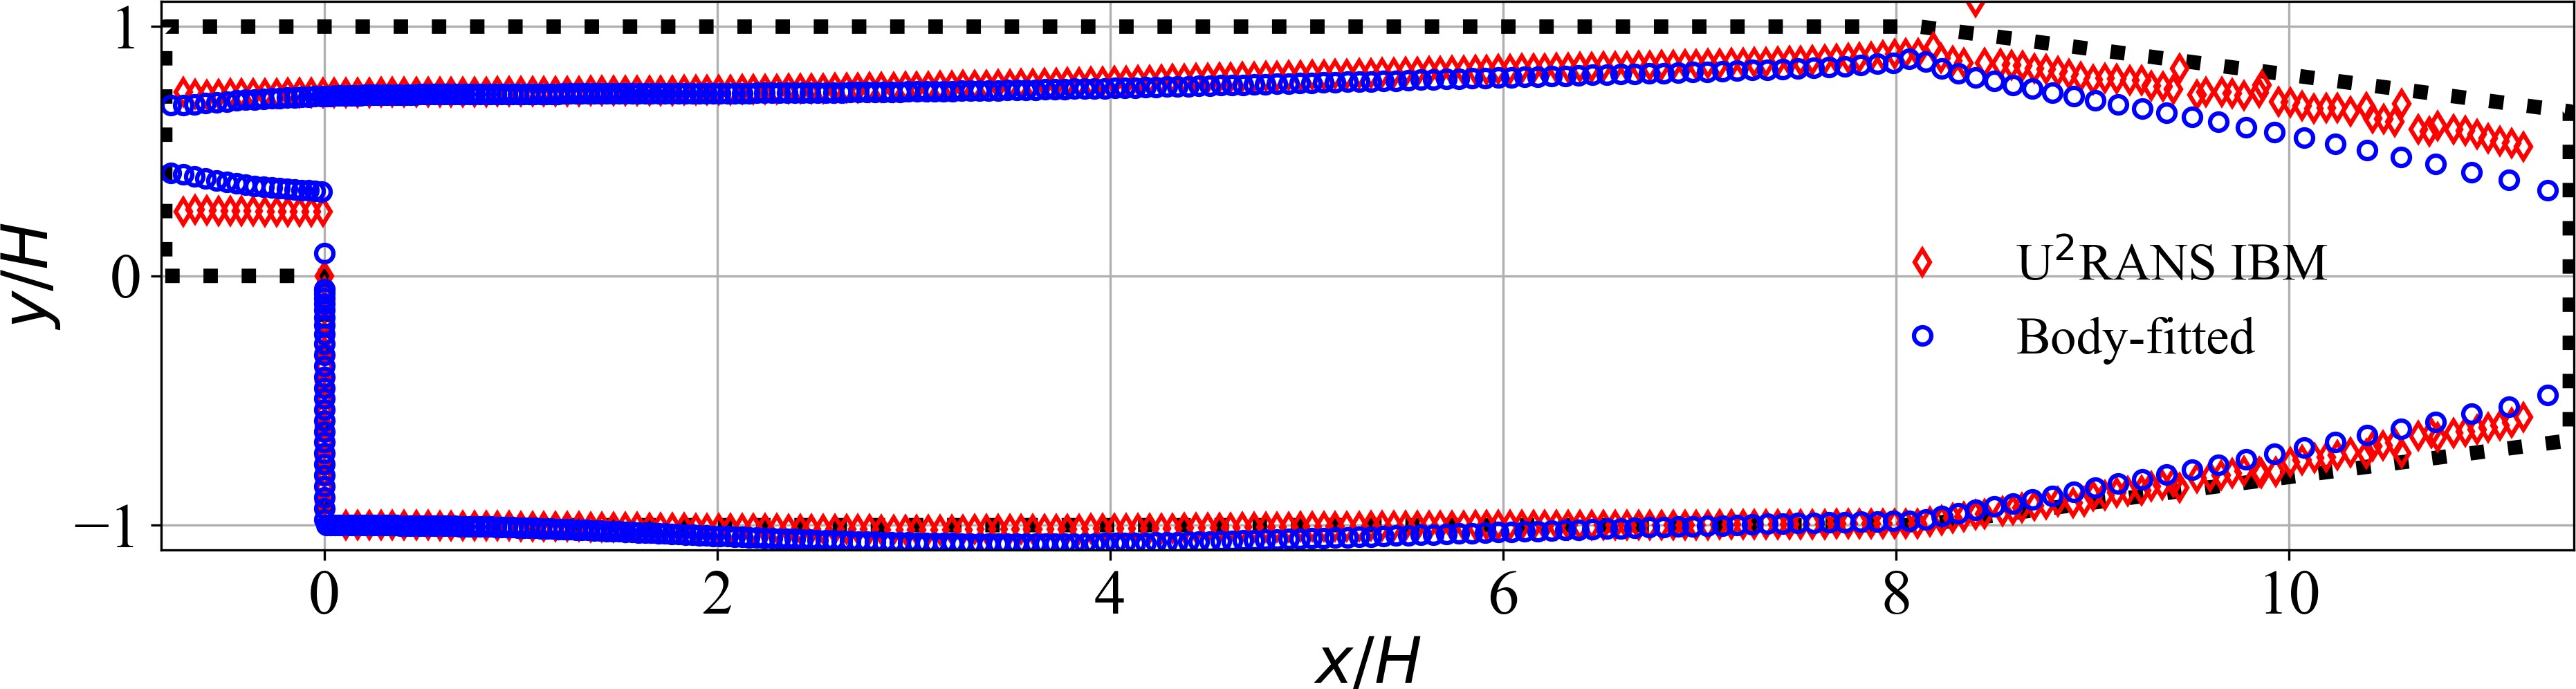 y/H
1
0
−1
U²RANS IBM
Body-fitted
0 2 4 6 8 10
x/H